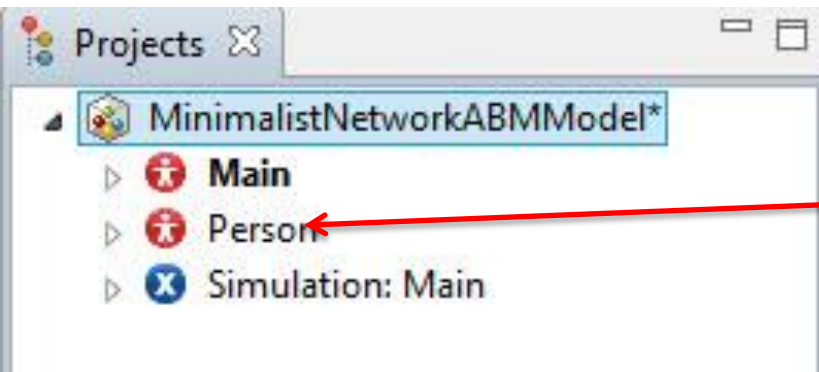 Projects
MinimalistNetworkABMModel*
Main
Person
Simulation: Main